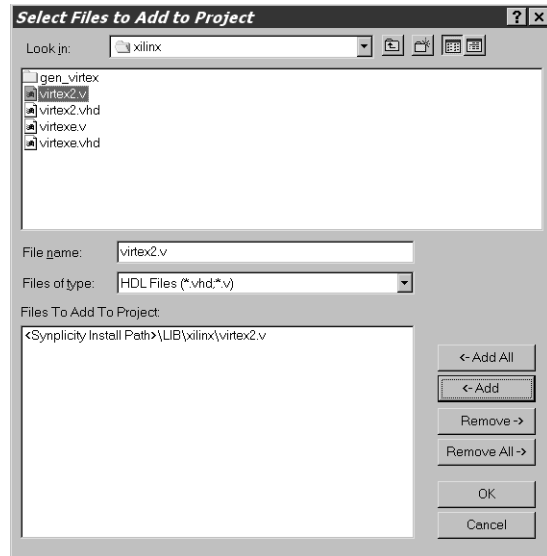 Select Files to Add to Project
? ×
Look in: xilinx
gen_virtex
virtex2.v
virtex2.vhd
virtexe.v
virtexe.vhd
File name: virtex2.v
Files of type: HDL Files (*.vhd;*.v)
Files To Add To Project:
<Synplicity Install Path>\LIB\xilinx\virtex2.v
<- Add All
<- Add
Remove ->
Remove All ->
OK
Cancel